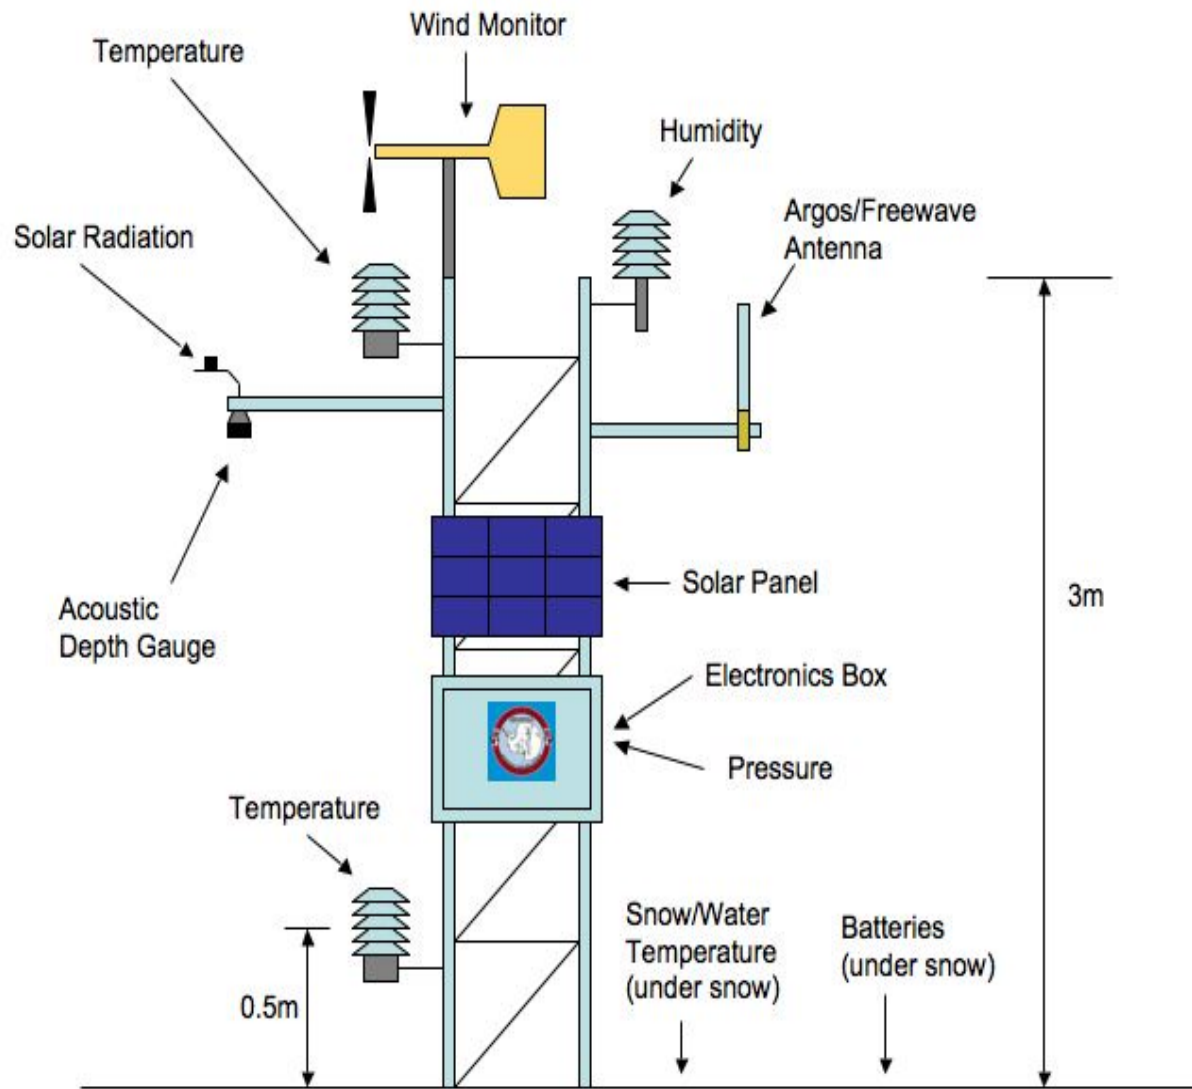 Wind Monitor
Temperature
Humidity
Argos/Freewave
Antenna
Solar Radiation
Acoustic
Depth Gauge
Solar Panel
3m
Electronics Box
Pressure
Temperature
0.5m
Snow/Water
Temperature
(under snow)
Batteries
(under snow)